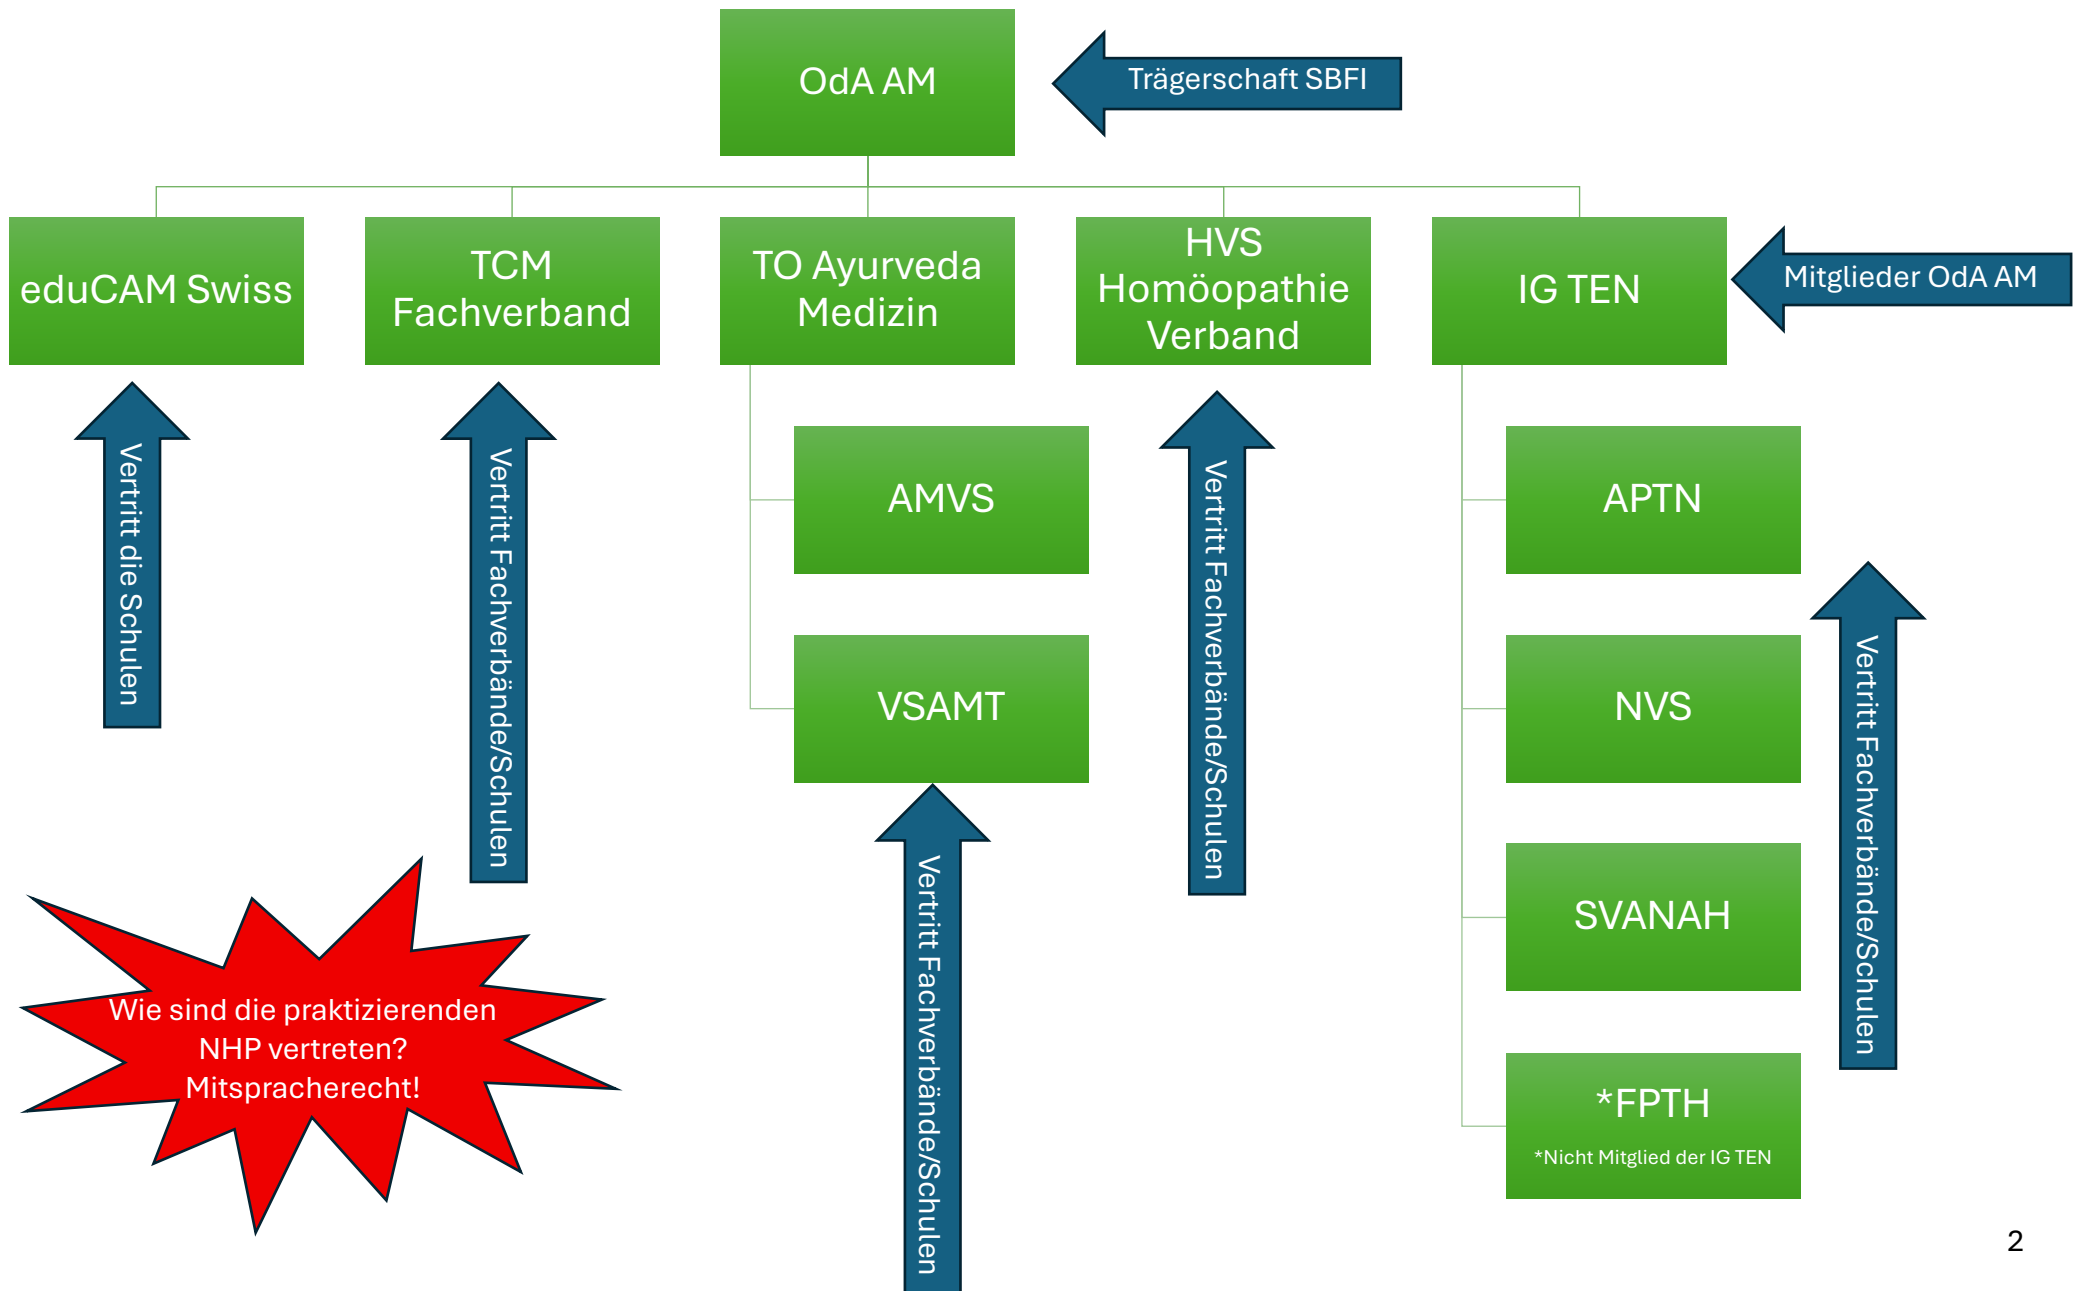 OdA AM
Trägerschaft SBFI
eduCAM Swiss
TCM
Fachverband
TO Ayurveda
Medizin
HVS
Homöopathie
Verband
IG TEN
Mitglieder OdA AM
AMVS
VSAMT
APTN
NVS
SVANAH
*FPTH
*Nicht Mitglied der IG TEN
Vertritt die Schulen
Vertritt Fachverbände/Schulen
Vertritt Fachverbände/Schulen
Vertritt Fachverbände/Schulen
Vertritt Fachverbände/Schulen
Wie sind die praktizierenden
NHP vertreten?
Mitspracherecht!
2